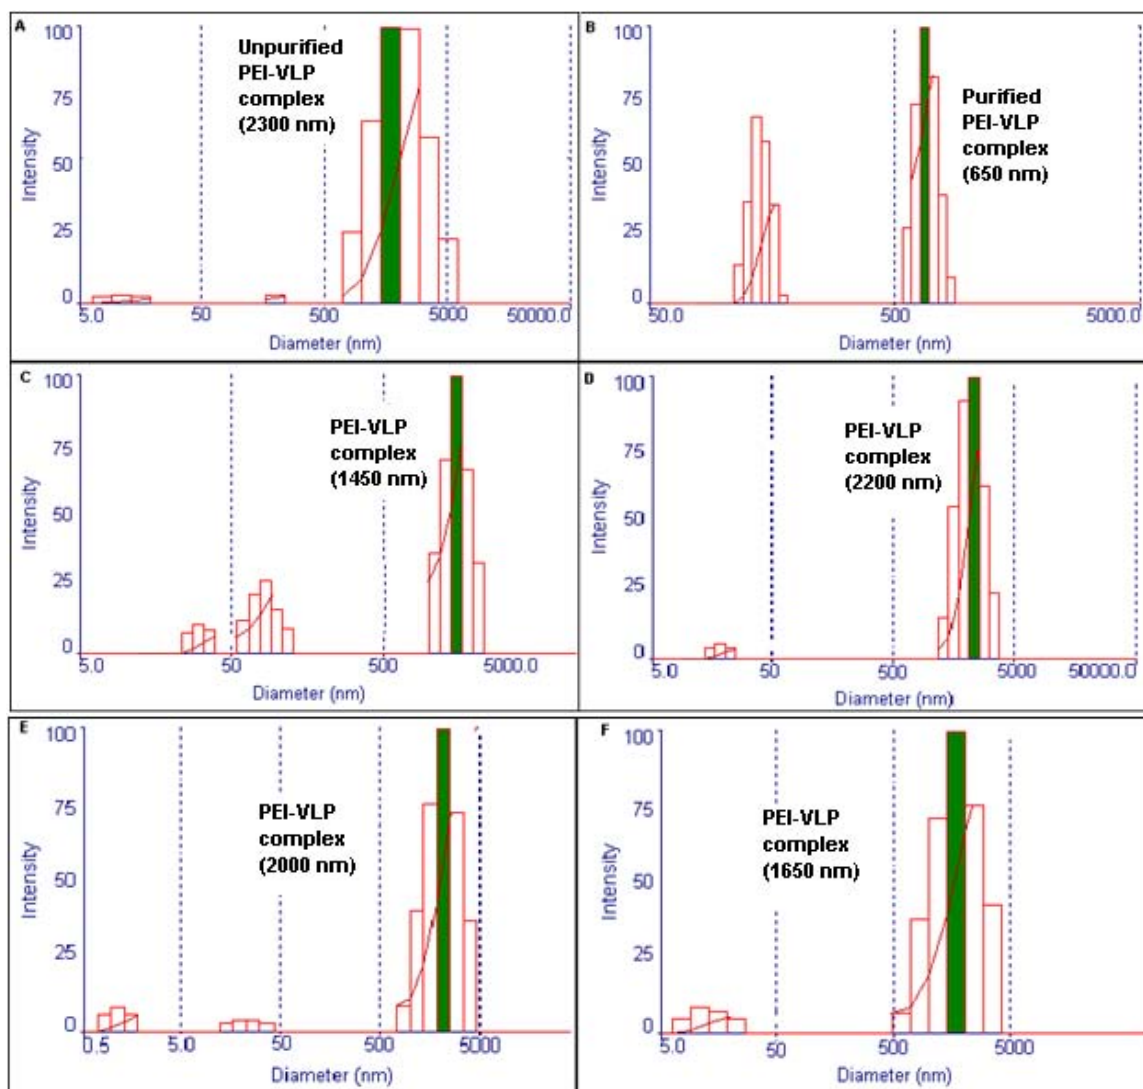 A
Unpurified
PEI-VLP
complex
(2300 nm)
100
75
50
25
0
Intensity
5.0 50 500 5000 50000.0
Diameter (nm)
B
Purified
PEI-VLP
complex
(650 nm)
100
75
50
25
0
Intensity
50.0 500 5000.0
Diameter (nm)
C
PEI-VLP
complex
(1450 nm)
100
75
50
25
0
Intensity
5.0 50 500 5000.0
Diameter (nm)
D
PEI-VLP
complex
(2200 nm)
100
75
50
25
0
Intensity
5.0 50 500 5000 50000.0
Diameter (nm)
E
PEI-VLP
complex
(2000 nm)
100
75
50
25
0
Intensity
0.5 5.0 50 500 5000
Diameter (nm)
F
PEI-VLP
complex
(1650 nm)
100
75
50
25
0
Intensity
5.0 50 500 5000
Diameter (nm)